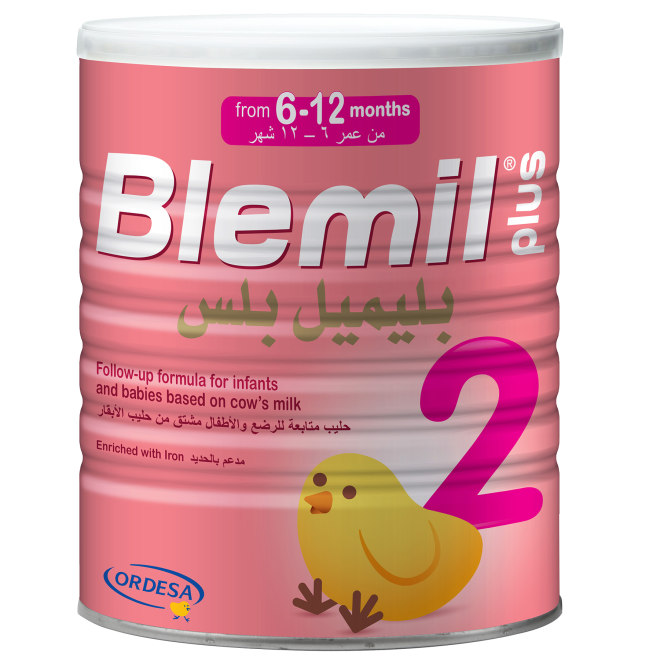 from 6-12 months
من عمر ٦ – ١٢ شهر
Blemil® plus
بليميل بلس
2
Follow-up formula for infants
and babies based on cow's milk
حليب متابعة للرضع والأطفال مشتق من حليب الأبقار
Enriched with Iron مدعم بالحديد
ORDESA